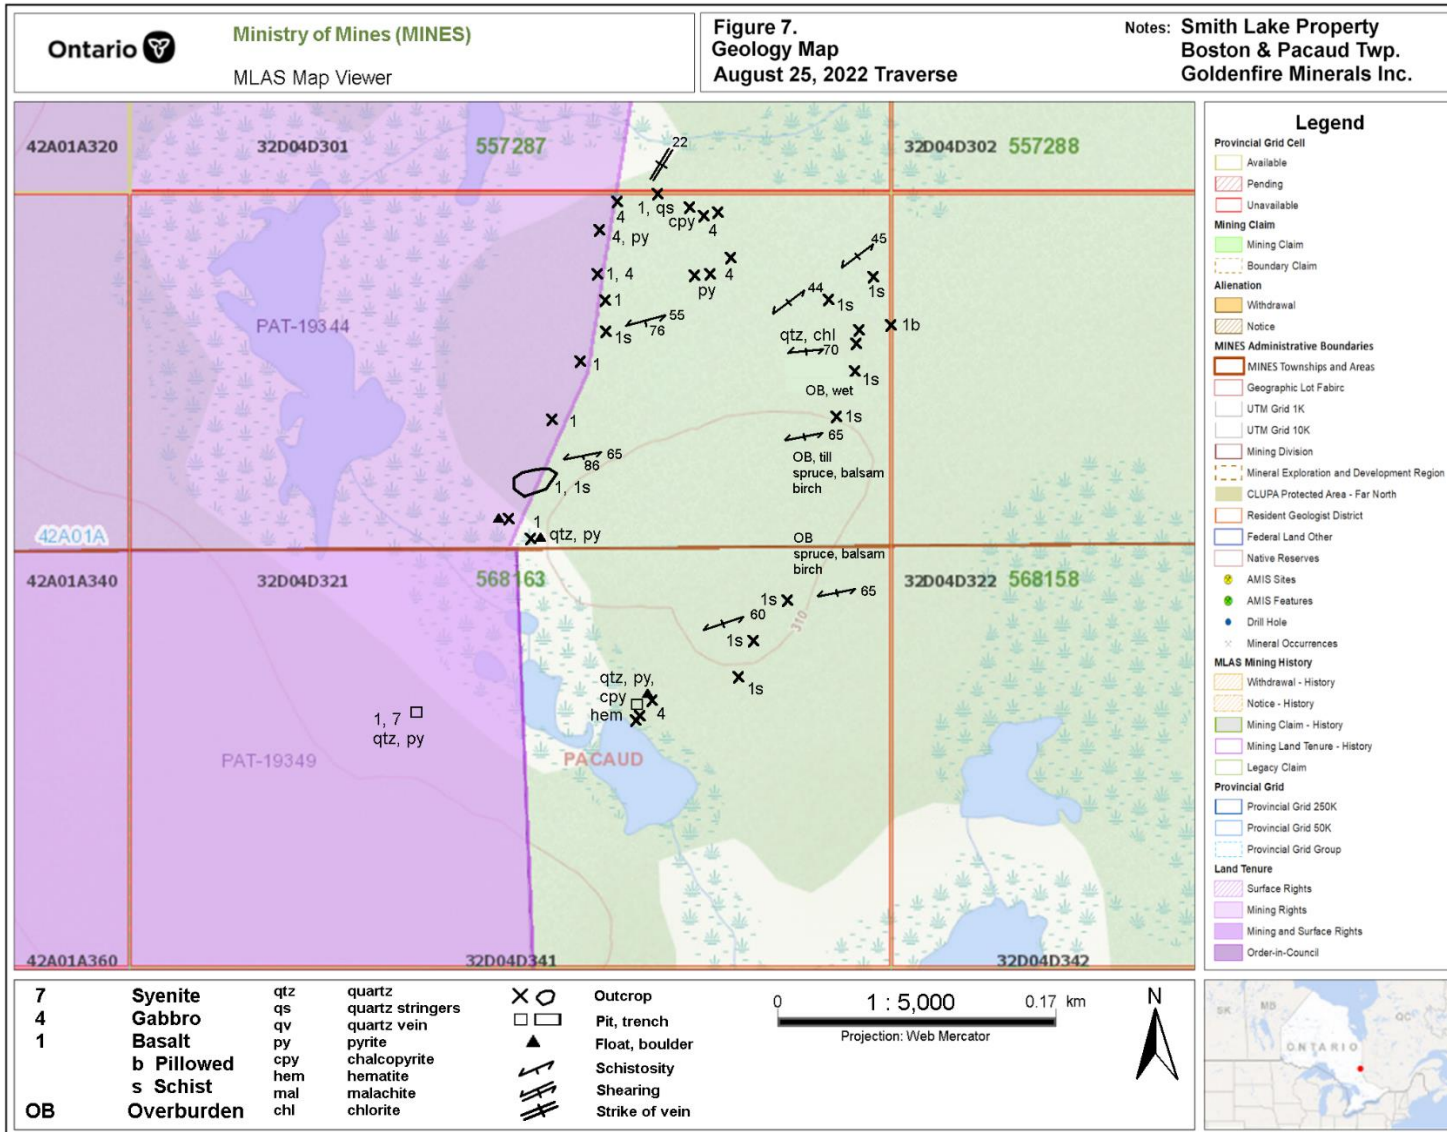 Ontario
Ministry of Mines (MINES)
MLAS Map Viewer
Figure 7.
Geology Map
August 25, 2022 Traverse
Notes: Smith Lake Property
Boston & Pacaud Twp.
Goldenfire Minerals Inc.
42A01A320
32D04D301
557287
32D04D302
557288
22
4
1, qs
cpy
4
4, py
45
1, 4
4
py
44
1s
1s
1
55
76
1s
1b
PAT-19344
qtz, chl
70
1
1s
OB, wet
1
1s
65
65
86
OB, till
spruce, balsam
birch
1, 1s
1
qtz, py
42A01A
OB
spruce, balsam
birch
42A01A340
32D04D321
568163
32D04D322
568158
1s
65
60
310
1s
1s
qtz, py,
cpy
hem
4
1, 7
qtz, py
PAT-19349
PACAUD
42A01A360
32D04D341
32D04D342
Legend
Provincial Grid Cell
Available
Pending
Unavailable
Mining Claim
Mining Claim
Boundary Claim
Alienation
Withdrawal
Notice
MINES Administrative Boundaries
MINES Townships and Areas
Geographic Lot Fabirc
UTM Grid 1K
UTM Grid 10K
Mining Division
Mineral Exploration and Development Region
CLUPA Protected Area - Far North
Resident Geologist District
Federal Land Other
Native Reserves
AMIS Sites
AMIS Features
Drill Hole
Mineral Occurrences
MLAS Mining History
Withdrawal - History
Notice - History
Mining Claim - History
Mining Land Tenure - History
Legacy Claim
Provincial Grid
Provincial Grid 250K
Provincial Grid 50K
Provincial Grid Group
Land Tenure
Surface Rights
Mining Rights
Mining and Surface Rights
Order-in-Council
7 Syenite
4 Gabbro
1 Basalt
b Pillowed
s Schist
OB Overburden
qtz quartz
qs quartz stringers
qv quartz vein
py pyrite
cpy chalcopyrite
hem hematite
mal malachite
chl chlorite
Outcrop
Pit, trench
Float, boulder
Schistosity
Shearing
Strike of vein
0 1 : 5,000 0.17 km
Projection: Web Mercator
N
SK
MB
ONTARIO
QC